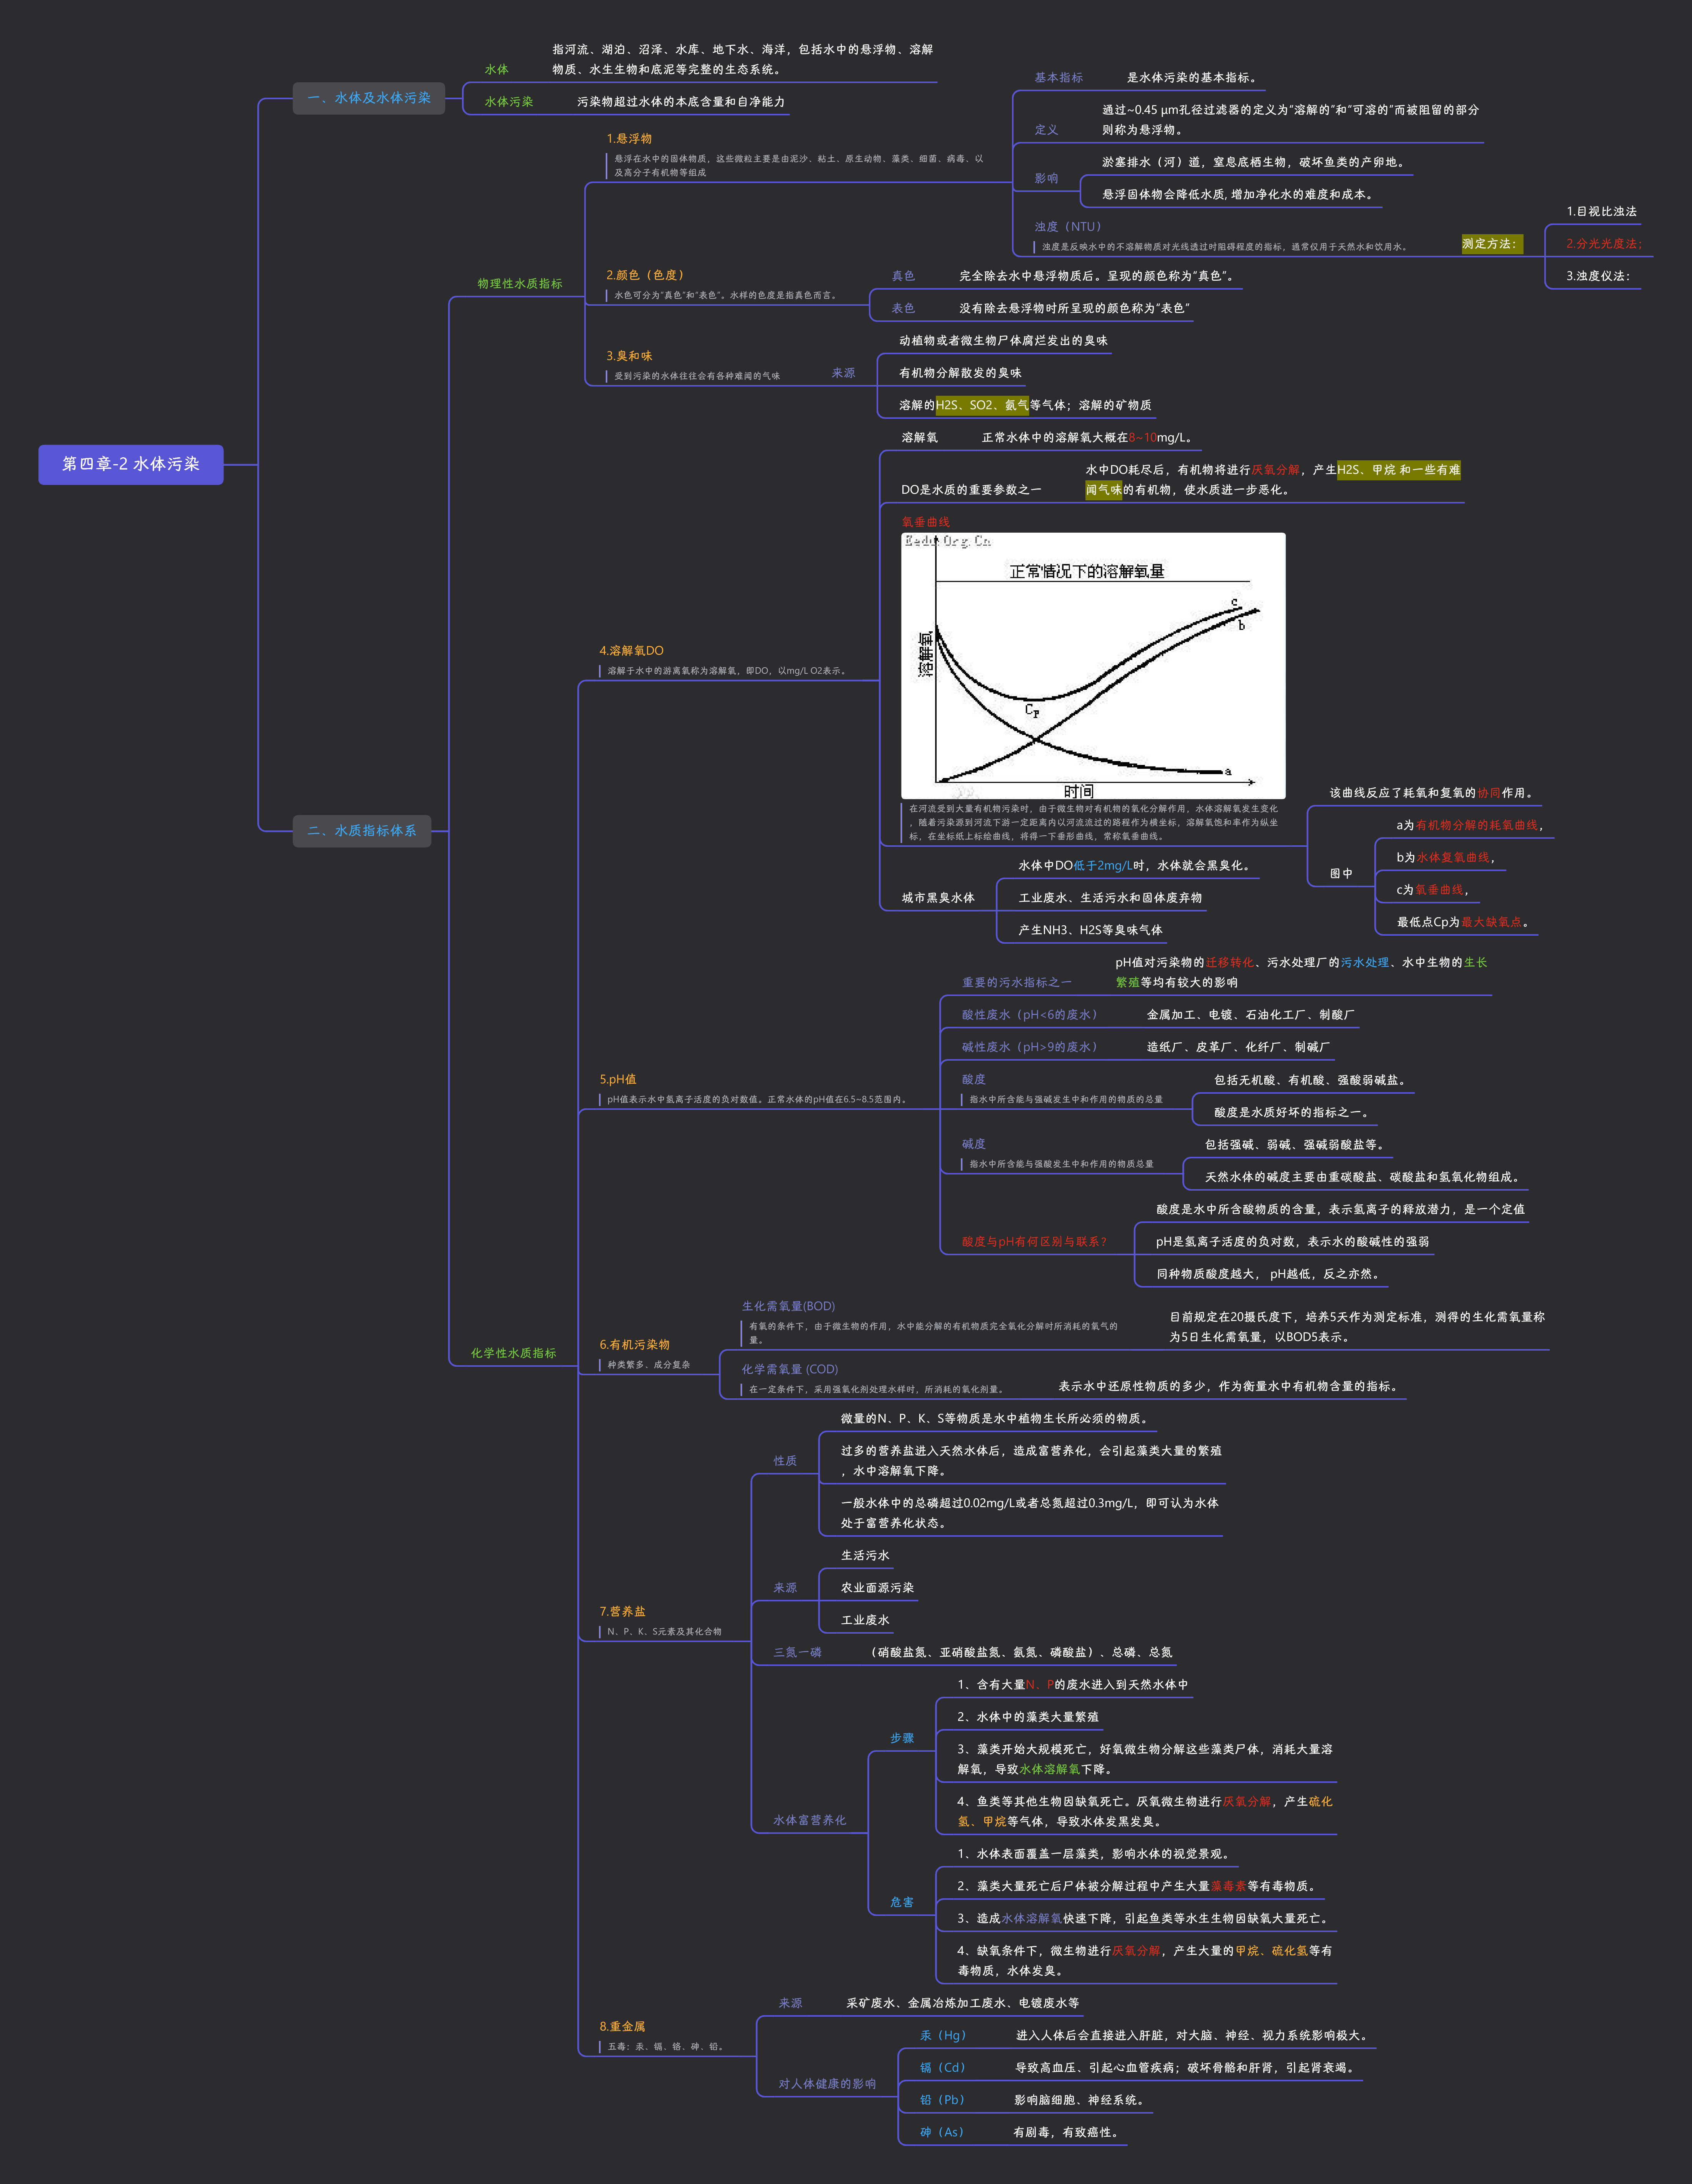 第四章-2 水体污染
一、水体及水体污染
水体
指河流、湖泊、沼泽、水库、地下水、海洋，包括水中的悬浮物、溶解
物质、水生生物和底泥等完整的生态系统。
水体污染
污染物超过水体的本底含量和自净能力
二、水质指标体系
物理性水质指标
1.悬浮物
悬浮在水中的固体物质，这些微粒主要是由泥沙、粘土、原生动物、藻类、细菌、病毒、以
及高分子有机物等组成
基本指标
是水体污染的基本指标。
定义
通过~0.45 μm孔径过滤器的定义为“溶解的”和“可溶的”而被阻留的部分
则称为悬浮物。
影响
淤塞排水（河）道，窒息底栖生物，破坏鱼类的产卵地。
悬浮固体物会降低水质，增加净化水的难度和成本。
浊度（NTU）
浊度是反映水中的不溶解物质对光线透过时阻碍程度的指标，通常仅用于天然水和饮用水。
测定方法：
1.目视比浊法
2.分光光度法；
3.浊度仪法：
2.颜色（色度）
水色可分为“真色”和“表色”。水样的色度是指真色而言。
真色
完全除去水中悬浮物质后。呈现的颜色称为“真色”。
表色
没有除去悬浮物时所呈现的颜色称为“表色”
3.臭和味
受到污染的水体往往会有各种难闻的气味
来源
动植物或者微生物尸体腐烂发出的臭味
有机物分解散发的臭味
溶解的H2S、SO2、氨气等气体；溶解的矿物质
化学性水质指标
4.溶解氧DO
溶解于水中的游离氧称为溶解氧，即DO，以mg/L O2表示。
溶解氧
正常水体中的溶解氧大概在8~10mg/L。
DO是水质的重要参数之一
水中DO耗尽后，有机物将进行厌氧分解，产生H2S、甲烷 和一些有难
闻气味的有机物，使水质进一步恶化。
氧垂曲线
Eedu.Org.Cn
正常情况下的溶解氧量
溶解氧
c
b
Cp
a
时间
在河流受到大量有机物污染时，由于微生物对有机物的氧化分解作用，水体溶解氧发生变化
，随着污染源到河流下游一定距离内以河流流过的路程作为横坐标，溶解氧饱和率作为纵坐
标，在坐标纸上标绘曲线，将得一下垂形曲线，常称氧垂曲线。
该曲线反应了耗氧和复氧的协同作用。
图中
a为有机物分解的耗氧曲线，
b为水体复氧曲线，
c为氧垂曲线，
最低点Cp为最大缺氧点。
城市黑臭水体
水体中DO低于2mg/L时，水体就会黑臭化。
工业废水、生活污水和固体废弃物
产生NH3、H2S等臭味气体
5.pH值
pH值表示水中氢离子活度的负对数值。正常水体的pH值在6.5~8.5范围内。
重要的污水指标之一
pH值对污染物的迁移转化、污水处理厂的污水处理、水中生物的生长
繁殖等均有较大的影响
酸性废水（pH<6的废水）
金属加工、电镀、石油化工厂、制酸厂
碱性废水（pH>9的废水）
造纸厂、皮革厂、化纤厂、制碱厂
酸度
指水中所含能与强碱发生中和作用的物质的总量
包括无机酸、有机酸、强酸弱碱盐。
酸度是水质好坏的指标之一。
碱度
指水中所含能与强酸发生中和作用的物质总量
包括强碱、弱碱、强碱弱酸盐等。
天然水体的碱度主要由重碳酸盐、碳酸盐和氢氧化物组成。
酸度与pH有何区别与联系？
酸度是水中所含酸物质的含量，表示氢离子的释放潜力，是一个定值
pH是氢离子活度的负对数，表示水的酸碱性的强弱
同种物质酸度越大， pH越低，反之亦然。
6.有机污染物
种类繁多、成分复杂
生化需氧量(BOD)
有氧的条件下，由于微生物的作用，水中能分解的有机物质完全氧化分解时所消耗的氧气的
量。
目前规定在20摄氏度下，培养5天作为测定标准，测得的生化需氧量称
为5日生化需氧量，以BOD5表示。
化学需氧量 (COD)
在一定条件下，采用强氧化剂处理水样时，所消耗的氧化剂量。
表示水中还原性物质的多少，作为衡量水中有机物含量的指标。
7.营养盐
N、P、K、S元素及其化合物
性质
微量的N、P、K、S等物质是水中植物生长所必须的物质。
过多的营养盐进入天然水体后，造成富营养化，会引起藻类大量的繁殖
，水中溶解氧下降。
一般水体中的总磷超过0.02mg/L或者总氮超过0.3mg/L，即可认为水体
处于富营养化状态。
来源
生活污水
农业面源污染
工业废水
三氮一磷
（硝酸盐氮、亚硝酸盐氮、氨氮、磷酸盐）、总磷、总氮
水体富营养化
步骤
1、含有大量N、P的废水进入到天然水体中
2、水体中的藻类大量繁殖
3、藻类开始大规模死亡，好氧微生物分解这些藻类尸体，消耗大量溶
解氧，导致水体溶解氧下降。
4、鱼类等其他生物因缺氧死亡。厌氧微生物进行厌氧分解，产生硫化
氢、甲烷等气体，导致水体发黑发臭。
危害
1、水体表面覆盖一层藻类，影响水体的视觉景观。
2、藻类大量死亡后尸体被分解过程中产生大量藻毒素等有毒物质。
3、造成水体溶解氧快速下降，引起鱼类等水生生物因缺氧大量死亡。
4、缺氧条件下，微生物进行厌氧分解，产生大量的甲烷、硫化氢等有
毒物质，水体发臭。
8.重金属
五毒：汞、镉、铬、砷、铅。
来源
采矿废水、金属冶炼加工废水、电镀废水等
对人体健康的影响
汞（Hg）
进入人体后会直接进入肝脏，对大脑、神经、视力系统影响极大。
镉（Cd）
导致高血压、引起心血管疾病；破坏骨骼和肝肾，引起肾衰竭。
铅（Pb）
影响脑细胞、神经系统。
砷（As）
有剧毒，有致癌性。